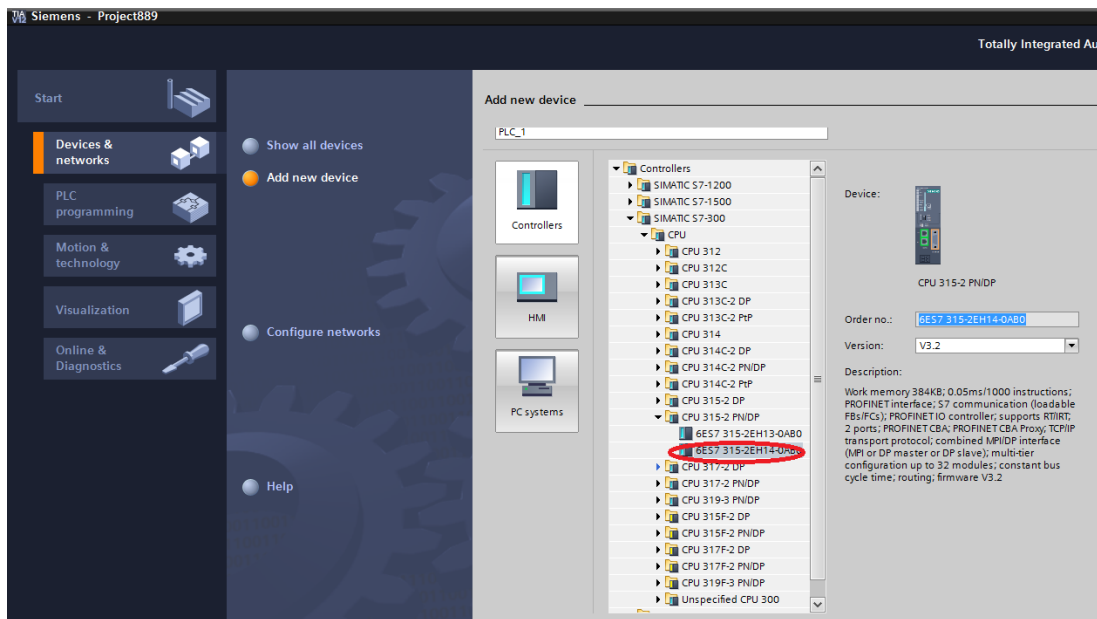 Siemens - Project889
Totally Integrated Au
Start
Devices &
networks
PLC
programming
Motion &
technology
Visualization
Online &
Diagnostics
Show all devices
Add new device
Configure networks
Help
Add new device
PLC_1
Controllers
HMI
PC systems
Controllers
SIMATIC S7-1200
SIMATIC S7-1500
SIMATIC S7-300
CPU
CPU 312
CPU 312C
CPU 313C
CPU 313C-2 DP
CPU 313C-2 PtP
CPU 314
CPU 314C-2 DP
CPU 314C-2 PN/DP
CPU 314C-2 PtP
CPU 315-2 DP
CPU 315-2 PN/DP
6ES7 315-2EH13-0AB0
6ES7 315-2EH14-0AB0
CPU 317-2 DP
CPU 317-2 PN/DP
CPU 319-3 PN/DP
CPU 315F-2 DP
CPU 315F-2 PN/DP
CPU 317F-2 DP
CPU 317F-2 PN/DP
CPU 319F-3 PN/DP
Unspecified CPU 300
Device:
CPU 315-2 PN/DP
Order no.: 6ES7 315-2EH14-0AB0
Version: V3.2
Description:
Work memory 384KB; 0.05ms/1000 instructions;
PROFINET interface; S7 communication (loadable
FBs/FCs); PROFINET IO controller; supports RT/IRT,
2 ports; PROFINET CBA; PROFINET CBA Proxy; TCP/IP
transport protocol; combined MPI/DP interface
(MPI or DP master or DP slave); multi-tier
configuration up to 32 modules; constant bus
cycle time; routing; firmware V3.2